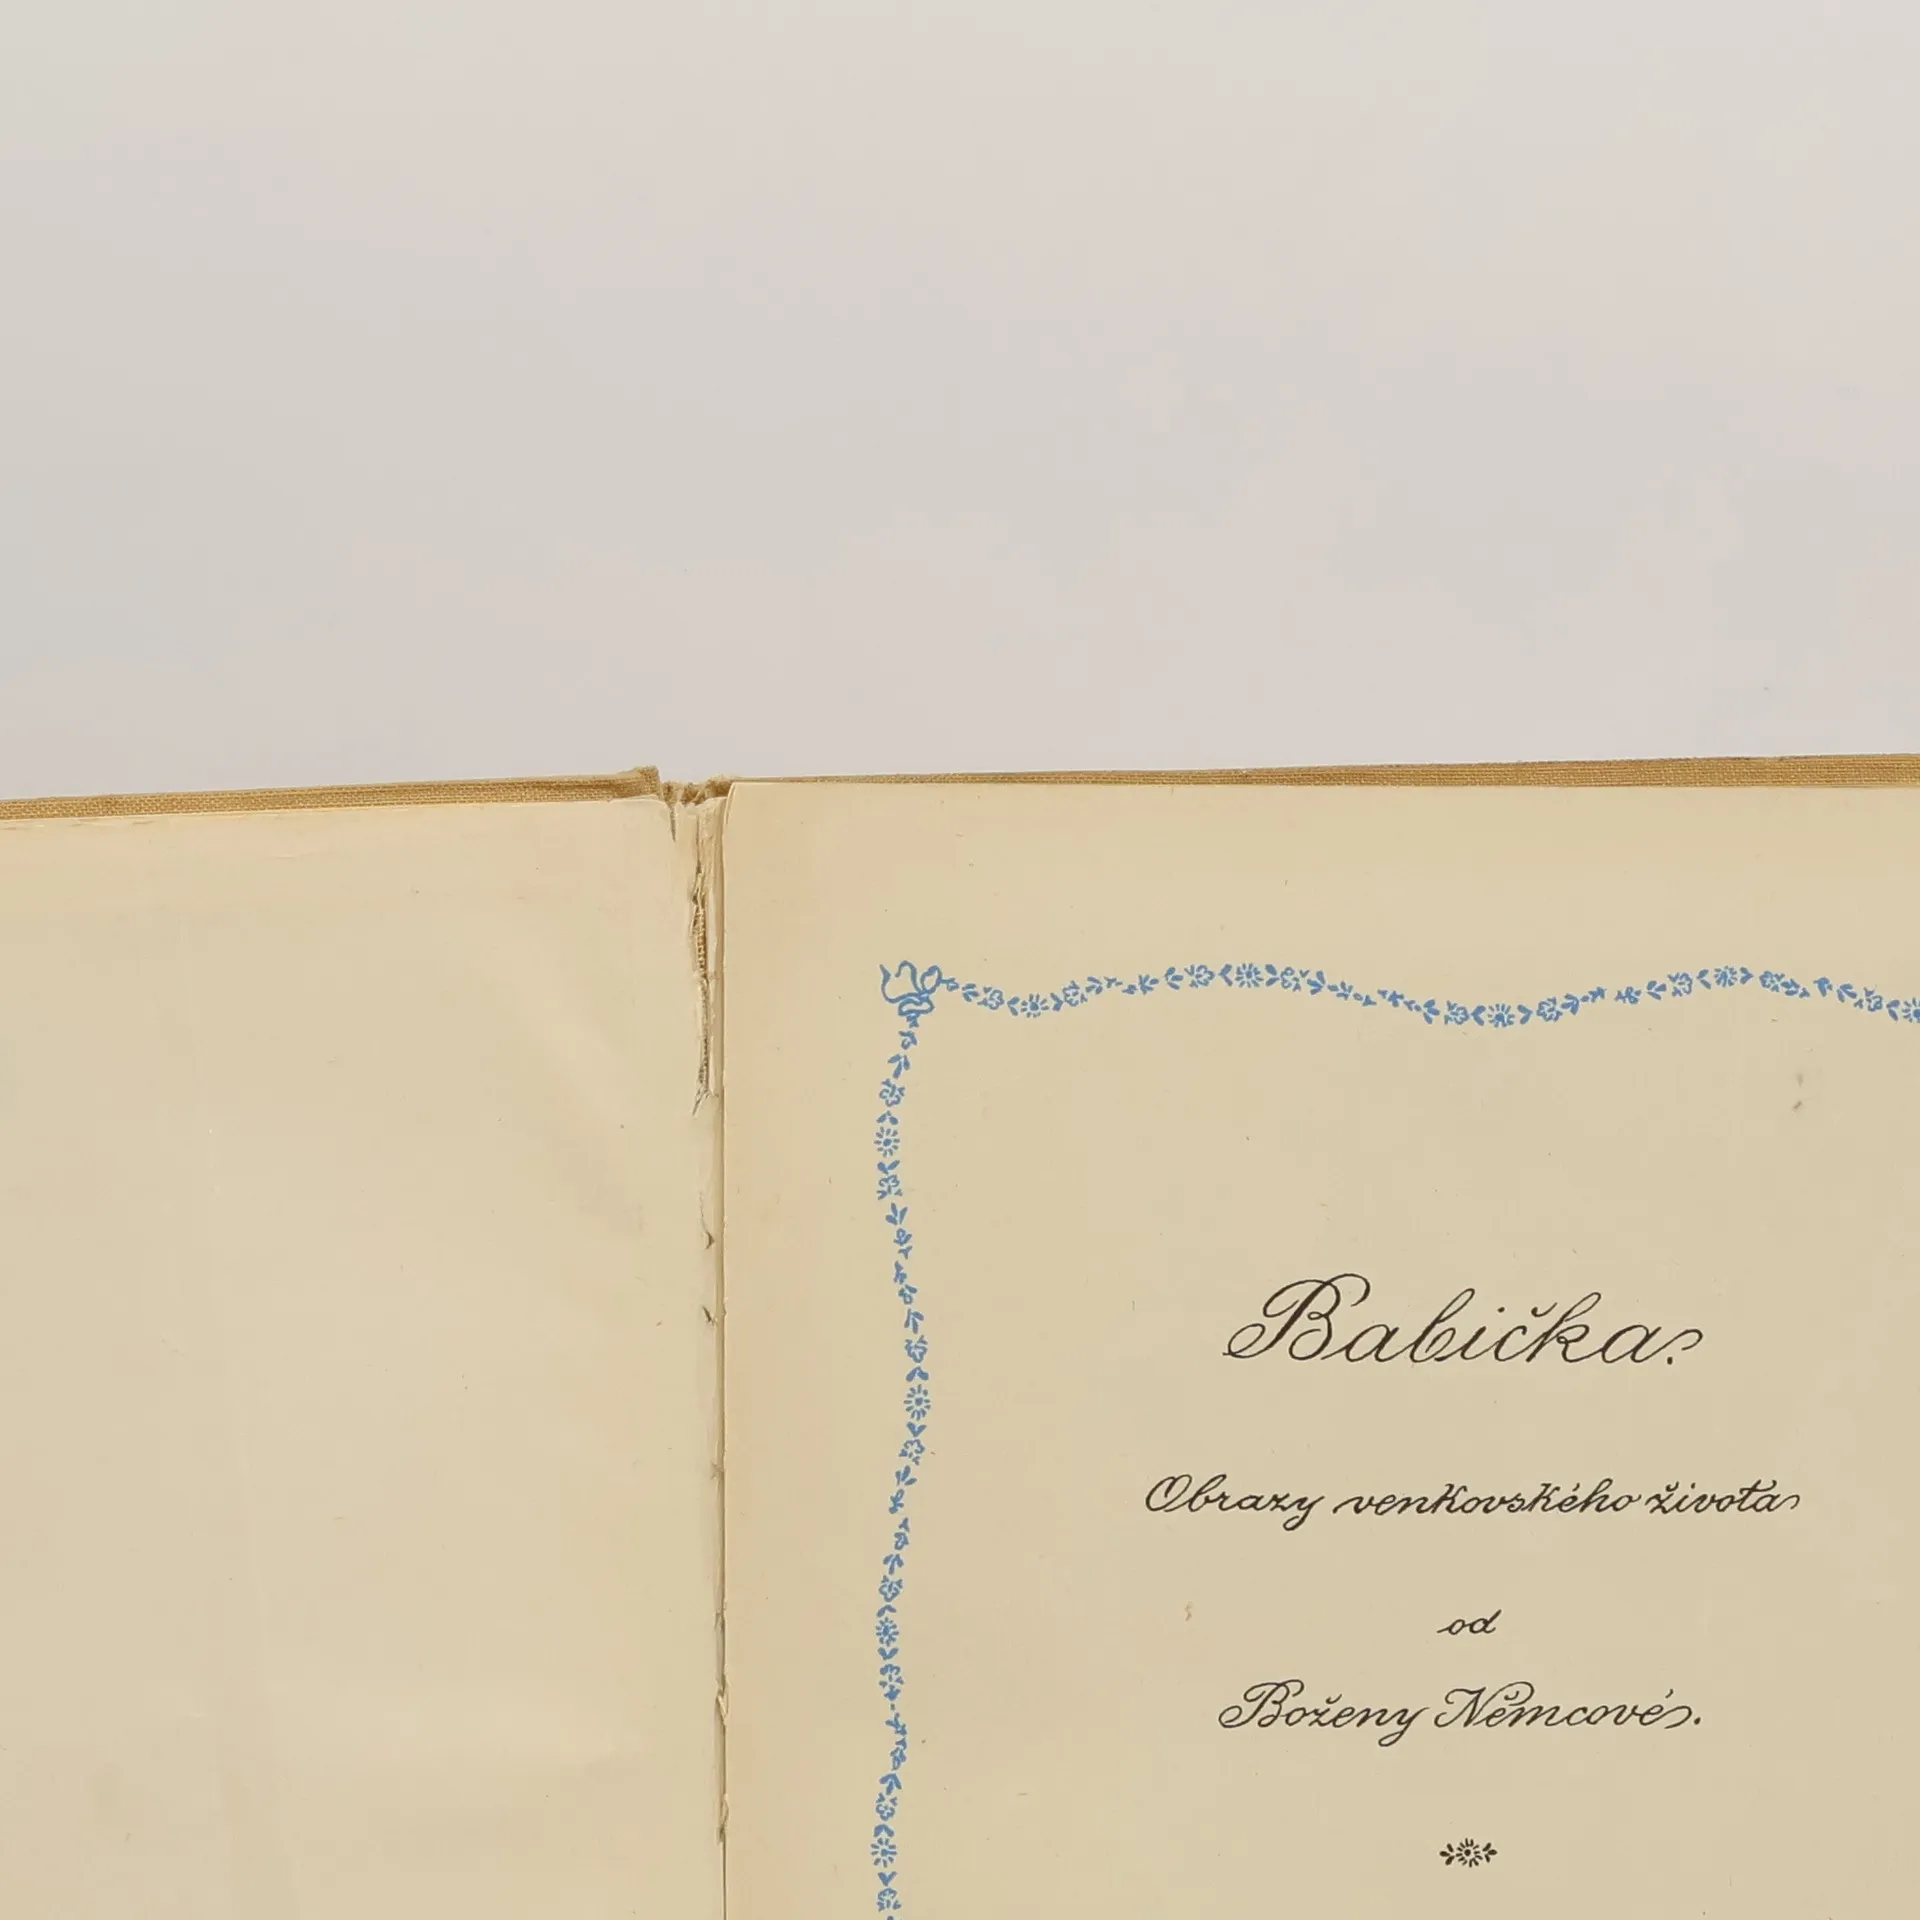 Babička.
Obrazy venkovského života
od
Boženy Němcové.